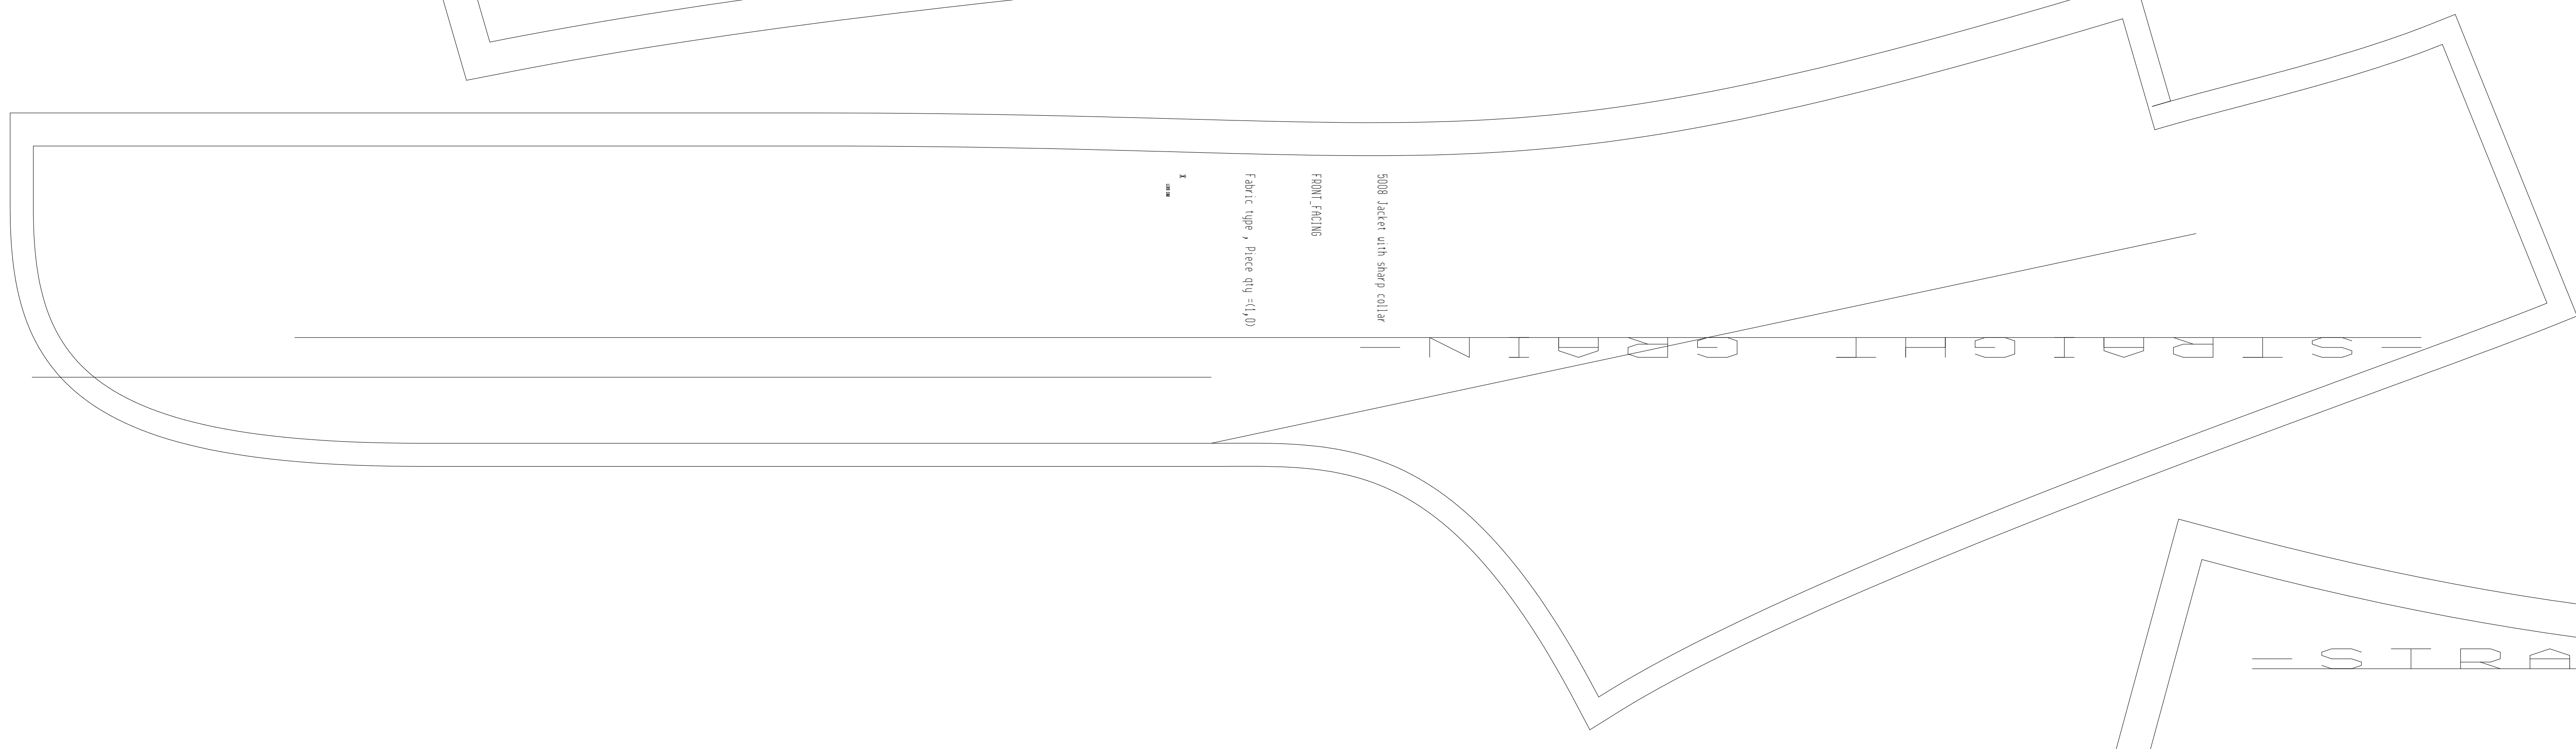 5008 Jacket with sharp collar
FRONT_FACING
Fabric type , Piece qty =(1,0)
- STRAIGHT GRAIN -
- STRA